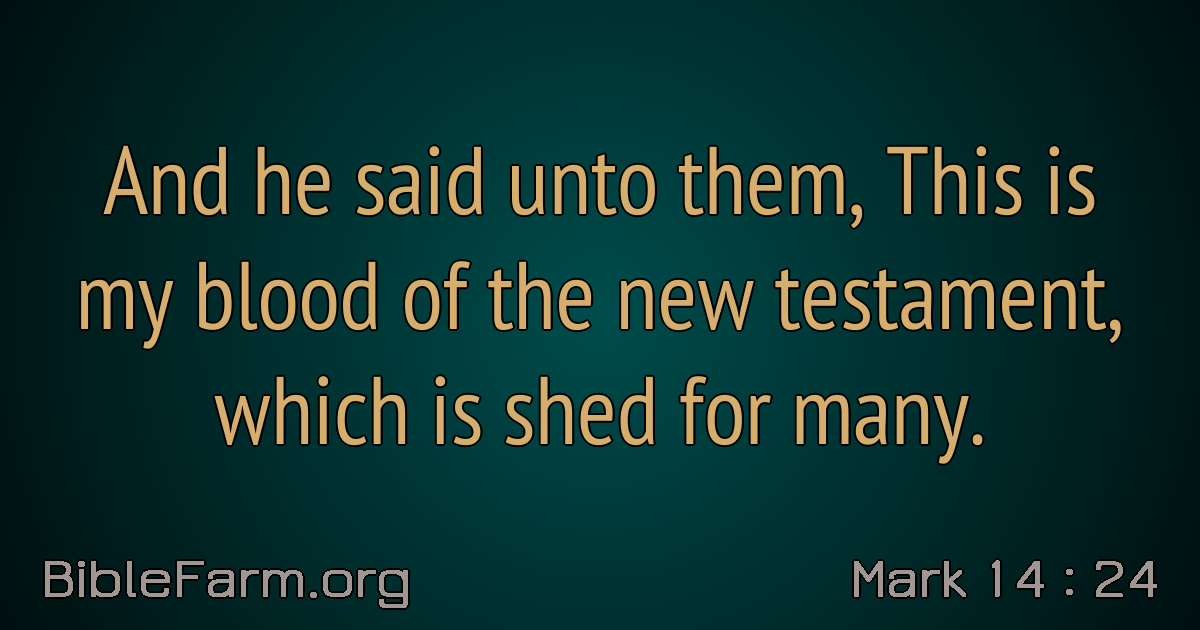 And he said unto them, This is
my blood of the new testament,
which is shed for many.
BibleFarm.org
Mark 14 : 24